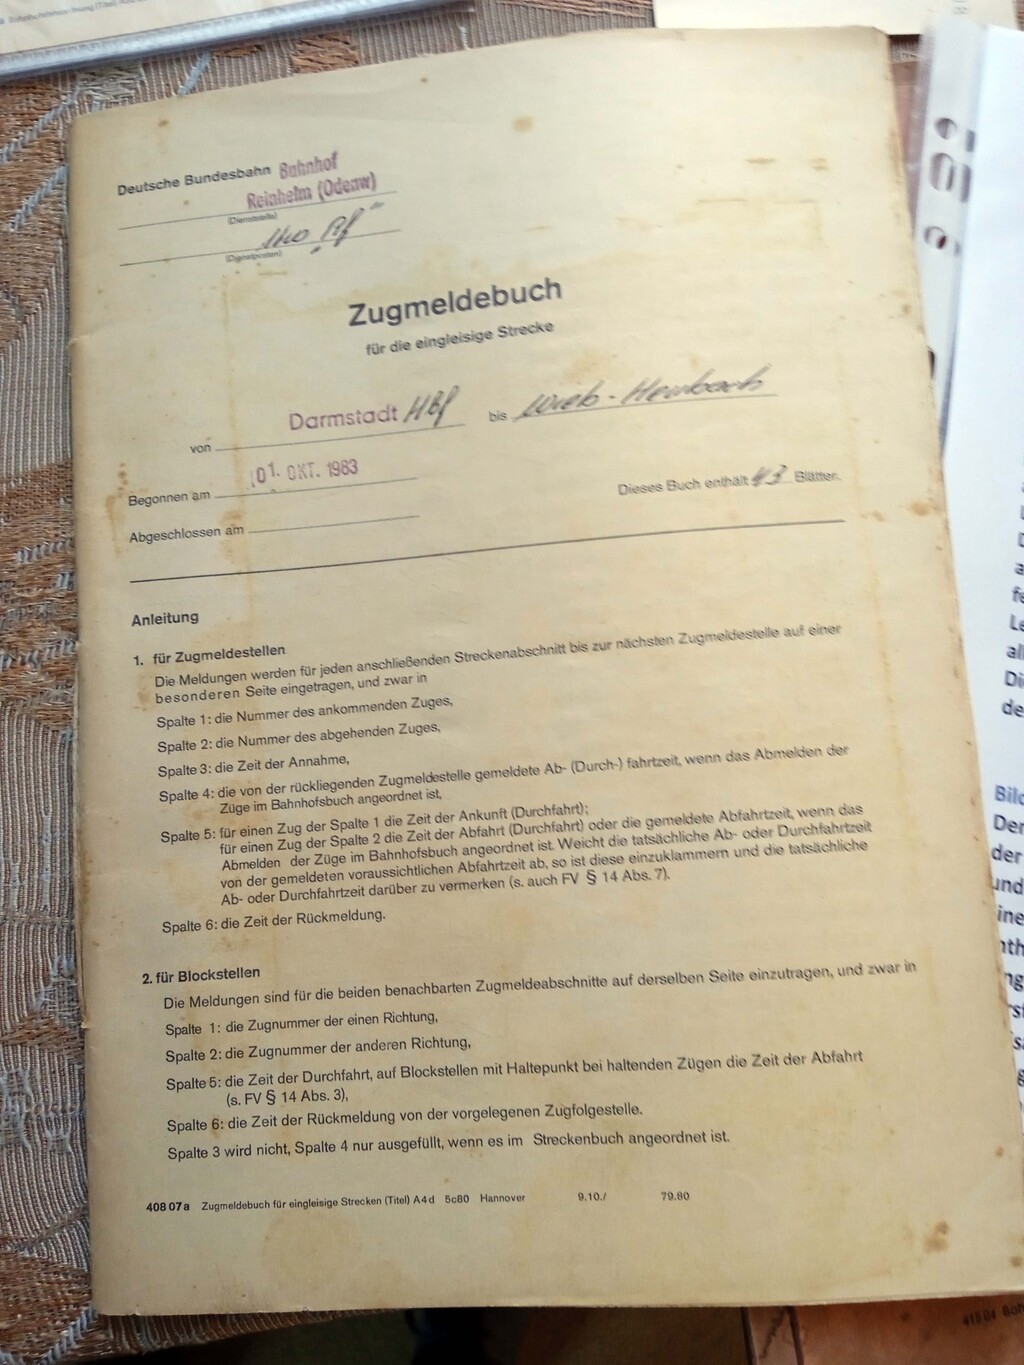 Deutsche Bundesbahn Bahnhof
Reinheim (Odenw)
(Dienststelle)
(Dienstposten)
Zugmeldebuch
für die eingleisige Strecke
von Darmstadt Hbf bis Wieb-Heubach
Begonnen am 01. OKT. 1983
Dieses Buch enthält 43 Blätter.
Abgeschlossen am
Anleitung
1. für Zugmeldestellen
Die Meldungen werden für jeden anschließenden Streckenabschnitt bis zur nächsten Zugmeldestelle auf einer
besonderen Seite eingetragen, und zwar in
Spalte 1: die Nummer des ankommenden Zuges,
Spalte 2: die Nummer des abgehenden Zuges,
Spalte 3: die Zeit der Annahme,
Spalte 4: die von der rückliegenden Zugmeldestelle gemeldete Ab- (Durch-) fahrtzeit, wenn das Abmelden der
Züge im Bahnhofsbuch angeordnet ist,
Spalte 5: für einen Zug der Spalte 1 die Zeit der Ankunft (Durchfahrt);
für einen Zug der Spalte 2 die Zeit der Abfahrt (Durchfahrt) oder die gemeldete Abfahrtzeit, wenn das
Abmelden der Züge im Bahnhofsbuch angeordnet ist. Weicht die tatsächliche Ab- oder Durchfahrtzeit
von der gemeldeten voraussichtlichen Abfahrtzeit ab, so ist diese einzuklammern und die tatsächliche
Ab- oder Durchfahrtzeit darüber zu vermerken (s. auch FV § 14 Abs. 7).
Spalte 6: die Zeit der Rückmeldung.
2. für Blockstellen
Die Meldungen sind für die beiden benachbarten Zugmeldeabschnitte auf derselben Seite einzutragen, und zwar in
Spalte 1: die Zugnummer der einen Richtung,
Spalte 2: die Zugnummer der anderen Richtung,
Spalte 5: die Zeit der Durchfahrt, auf Blockstellen mit Haltepunkt bei haltenden Zügen die Zeit der Abfahrt
(s. FV § 14 Abs. 3),
Spalte 6: die Zeit der Rückmeldung von der vorgelegenen Zugfolgestelle.
Spalte 3 wird nicht, Spalte 4 nur ausgefüllt, wenn es im Streckenbuch angeordnet ist.
408 07a Zugmeldebuch für eingleisige Strecken (Titel) A4d 5c80 Hannover 9.10./ 79.80